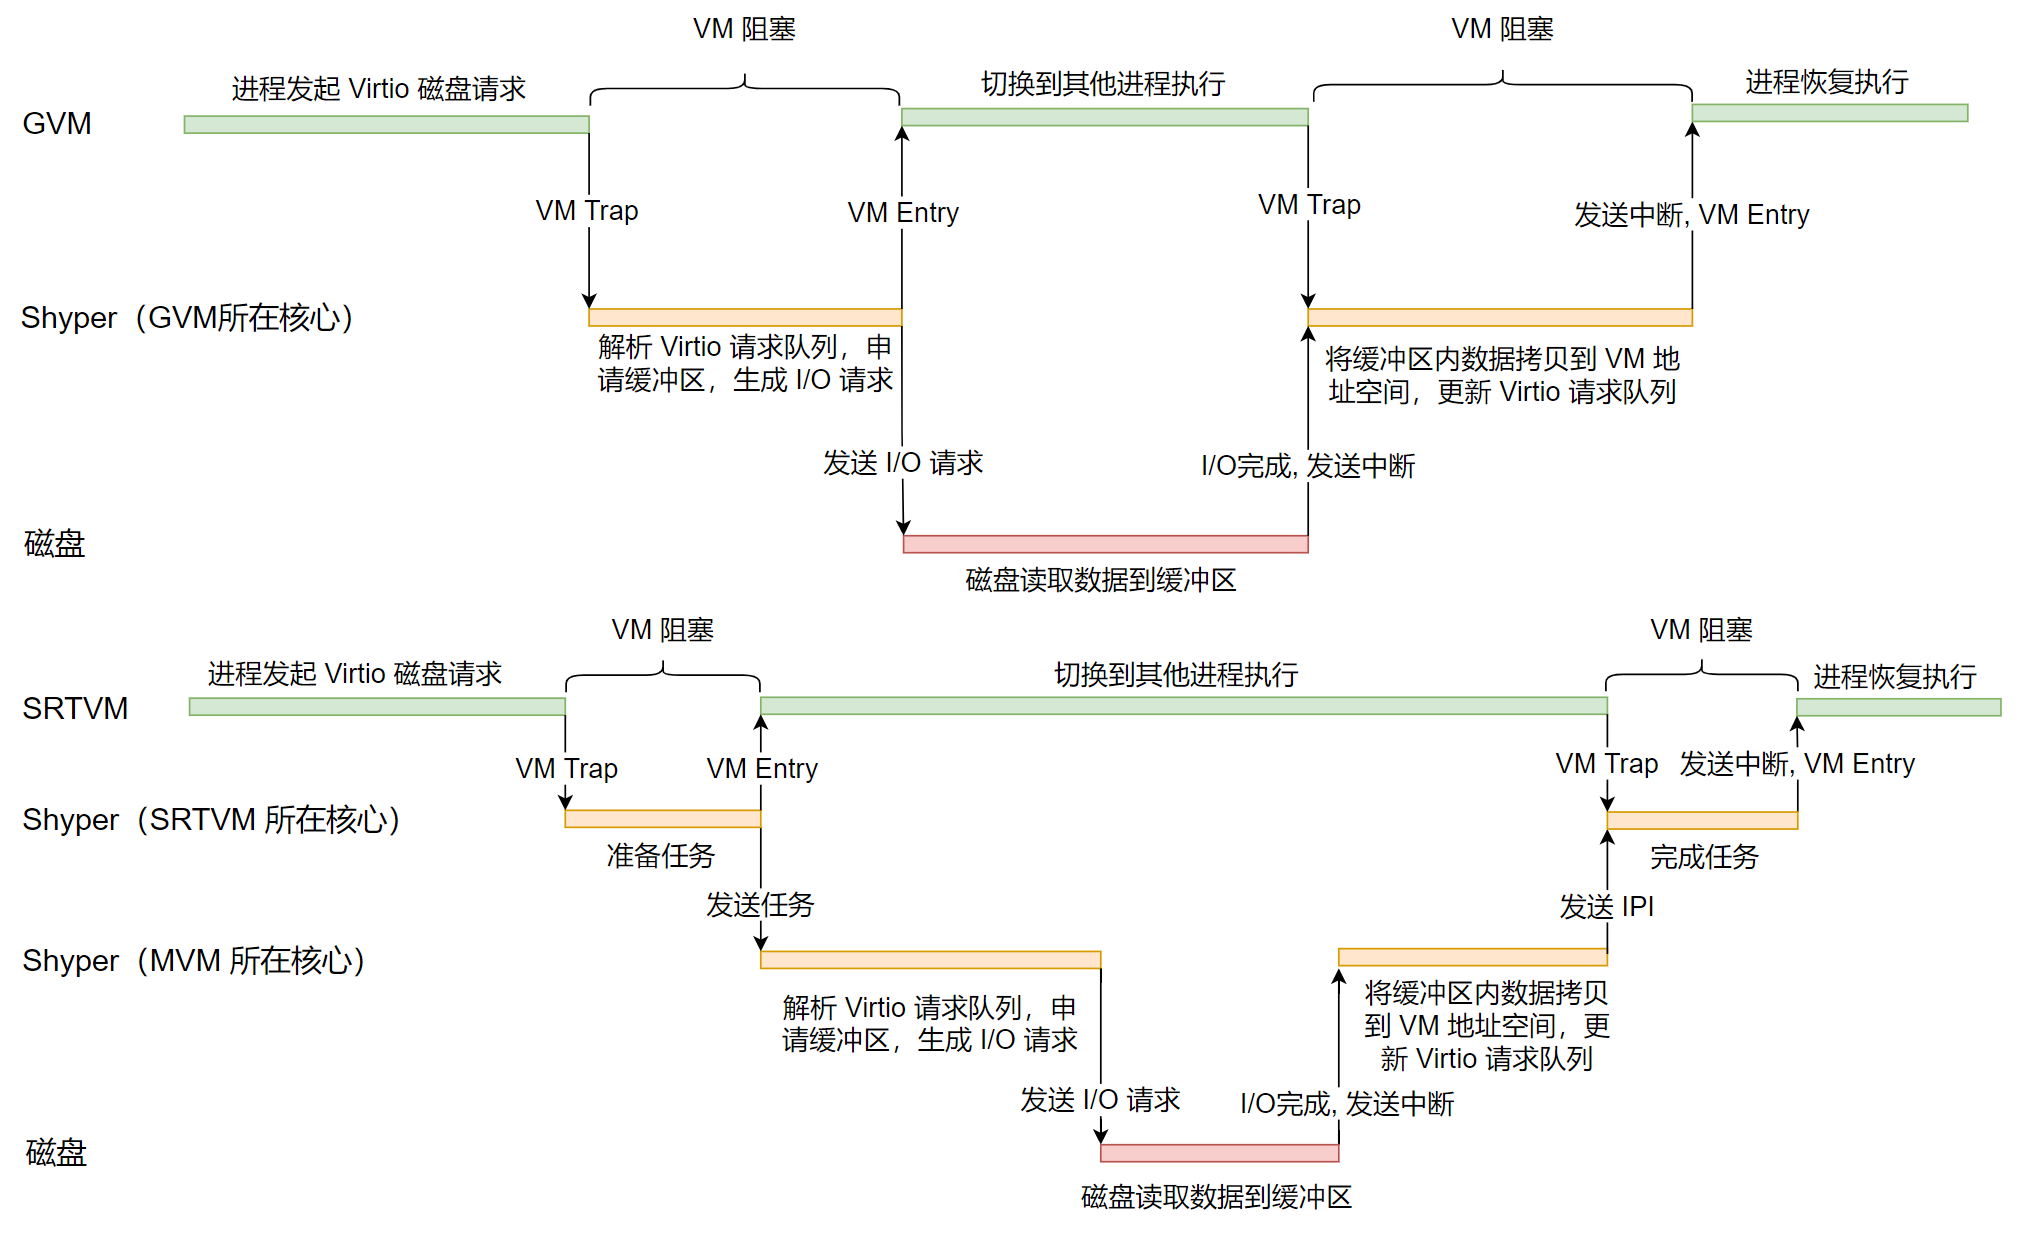 VM 阻塞
VM 阻塞
进程发起 Virtio 磁盘请求
切换到其他进程执行
进程恢复执行
GVM
VM Trap
VM Entry
VM Trap
发送中断, VM Entry
Shyper（GVM所在核心）
解析 Virtio 请求队列，申
请缓冲区，生成 I/O 请求
将缓冲区内数据拷贝到 VM 地
址空间，更新 Virtio 请求队列
发送 I/O 请求
I/O完成, 发送中断
磁盘
磁盘读取数据到缓冲区
VM 阻塞
VM 阻塞
进程发起 Virtio 磁盘请求
切换到其他进程执行
进程恢复执行
SRTVM
VM Trap
VM Entry
VM Trap
发送中断, VM Entry
Shyper（SRTVM 所在核心）
准备任务
完成任务
发送任务
发送 IPI
Shyper（MVM 所在核心）
解析 Virtio 请求队列，申
请缓冲区，生成 I/O 请求
将缓冲区内数据拷贝
到 VM 地址空间，更
新 Virtio 请求队列
发送 I/O 请求
I/O完成, 发送中断
磁盘
磁盘读取数据到缓冲区